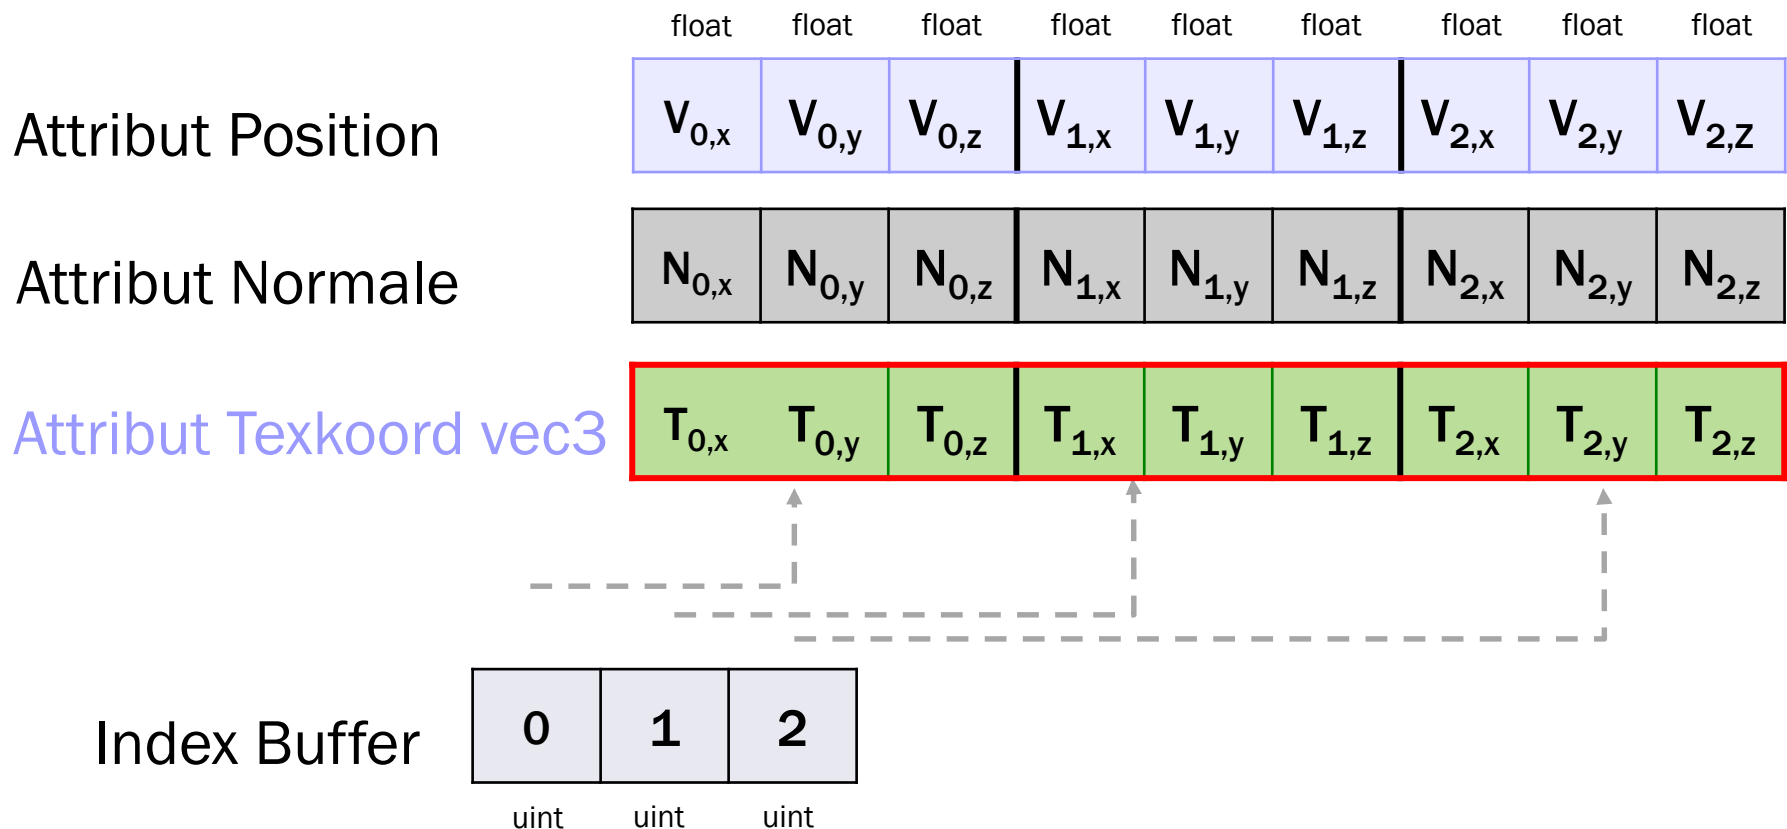 float float float float float float float float float
Attribut Position V0,x V0,y V0,z V1,x V1,y V1,z V2,x V2,y V2,Z
Attribut Normale N0,x N0,y N0,z N1,x N1,y N1,z N2,x N2,y N2,z
Attribut Texkoord vec3 T0,x T0,y T0,z T1,x T1,y T1,z T2,x T2,y T2,z
Index Buffer 0 1 2
uint uint uint